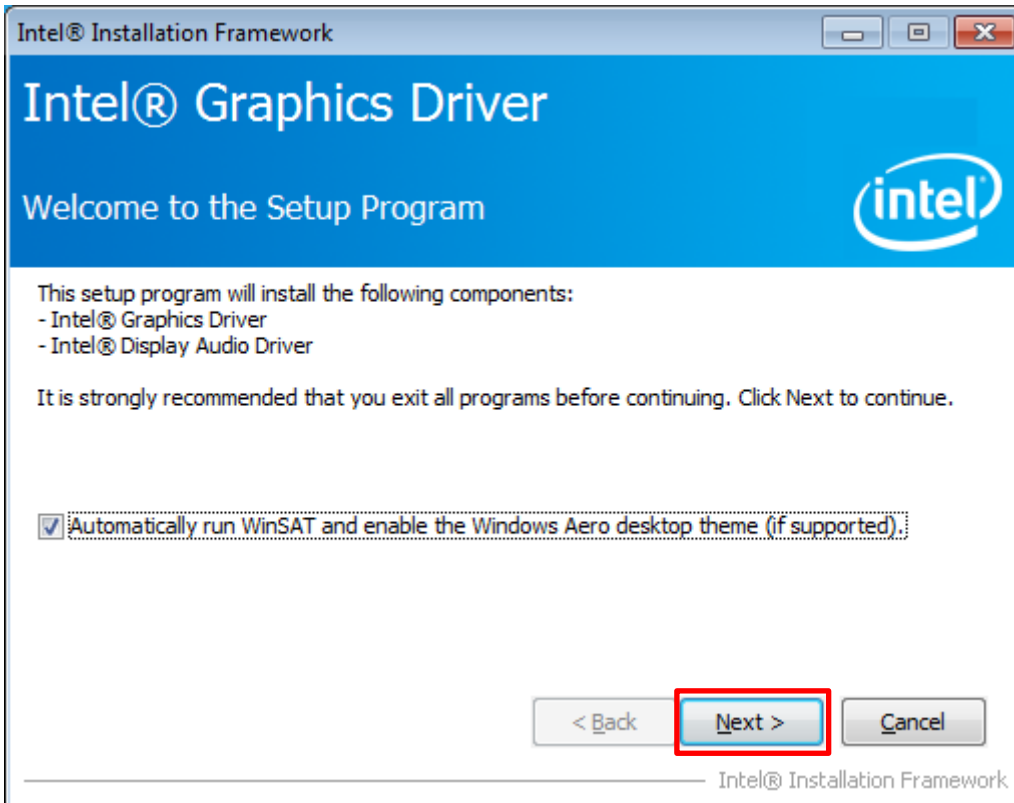 Intel® Installation Framework
Intel® Graphics Driver
Welcome to the Setup Program
intel®
This setup program will install the following components:
- Intel® Graphics Driver
- Intel® Display Audio Driver
It is strongly recommended that you exit all programs before continuing. Click Next to continue.
Automatically run WinSAT and enable the Windows Aero desktop theme (if supported).
< Back Next > Cancel
Intel® Installation Framework